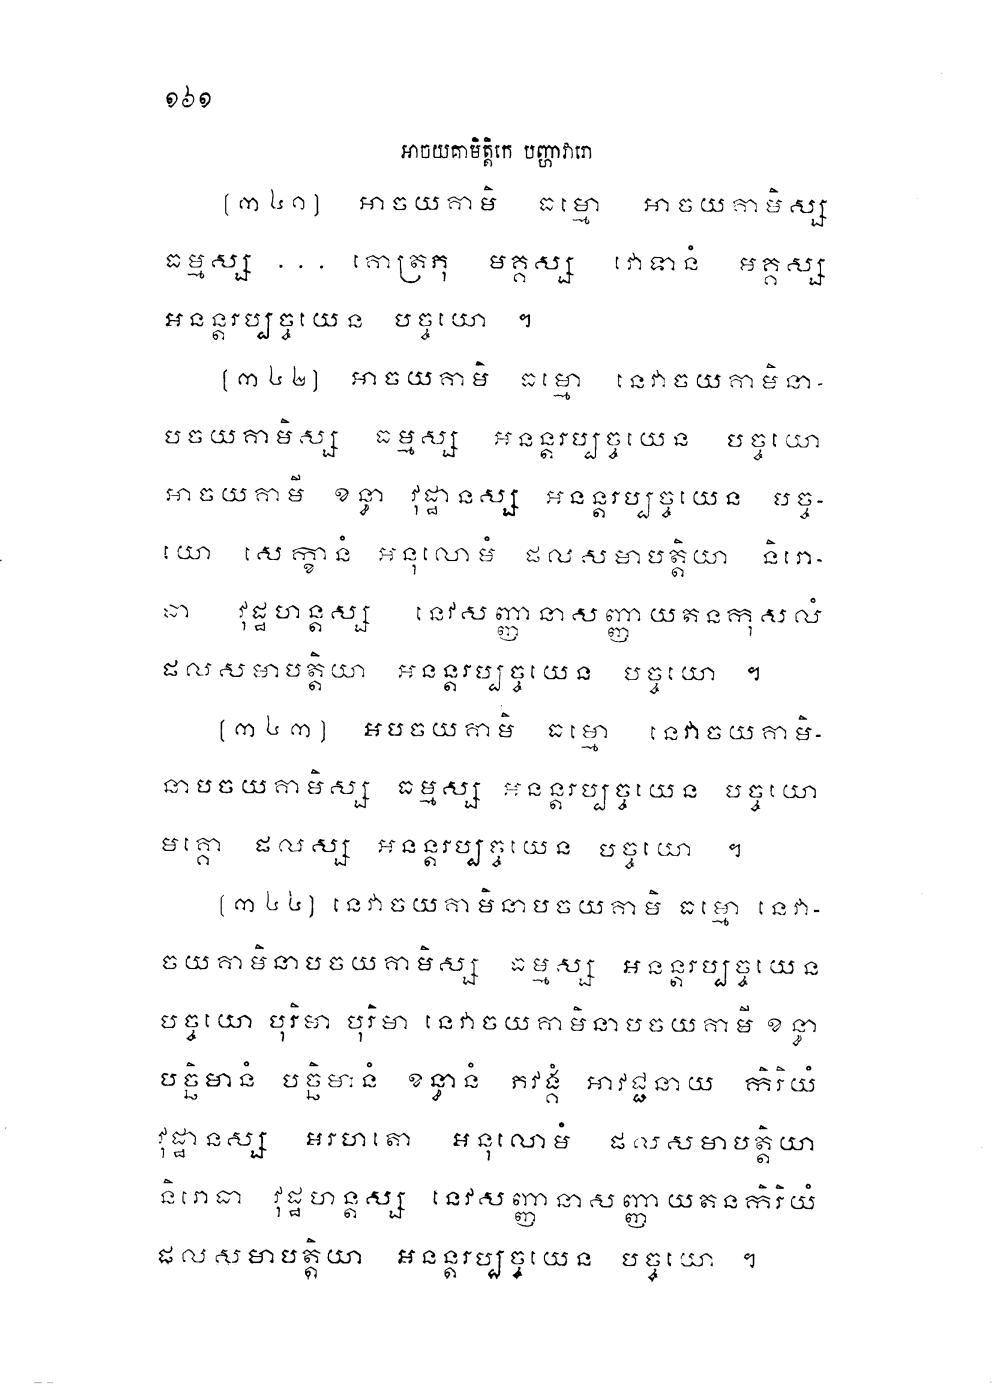 ១៦១
អាចយគាមិត្តិកេ បញ្ហាវារោ
[៣៤១] អាចយគាមិ ធម្មោ អាចយគាមិស្ស
ធម្មស្ស ... គោត្រភុ មគ្គស្ស វោទានំ មគ្គស្ស
អនន្តរប្បច្ចយេន បច្ចយោ ។
[៣៤២] អាចយគាមិ ធម្មោ នេវាចយគាមិនា-
បចយគាមិស្ស ធម្មស្ស អនន្តរប្បច្ចយេន បច្ចយោ
អាចយគាមី ខន្ធា វុដ្ឋានស្ស អនន្តរប្បច្ចយេន បច្ច-
យោ សេក្ខានំ អនុលោមំ ផលសមាបត្តិយា និរោ-
ធា វុដ្ឋហន្តស្ស នេវសញ្ញានាសញ្ញាយតនកុសលំ
ផលសមាបត្តិយា អនន្តរប្បច្ចយេន បច្ចយោ ។
[៣៤៣] អបចយគាមិ ធម្មោ នេវាចយគាមិ-
នាបចយគាមិស្ស ធម្មស្ស អនន្តរប្បច្ចយេន បច្ចយោ
មគ្គោ ផលស្ស អនន្តរប្បច្ចយេន បច្ចយោ ។
[៣៤៤] នេវាចយគាមិនាបចយគាមិ ធម្មោ នេវា-
ចយគាមិនាបចយគាមិស្ស ធម្មស្ស អនន្តរប្បច្ចយេន
បច្ចយោ បុរិមា បុរិមា នេវាចយគាមិនាបចយគាមី ខន្ធា
បច្ឆិមានំ បច្ឆិមានំ ខន្ធានំ ភវង្គំ អាវជ្ជនាយ កិរិយំ
វុដ្ឋានស្ស អរហតោ អនុលោមំ ផលសមាបត្តិយា
និរោធា វុដ្ឋហន្តស្ស នេវសញ្ញានាសញ្ញាយតនកិរិយំ
ផលសមាបត្តិយា អនន្តរប្បច្ចយេន បច្ចយោ ។